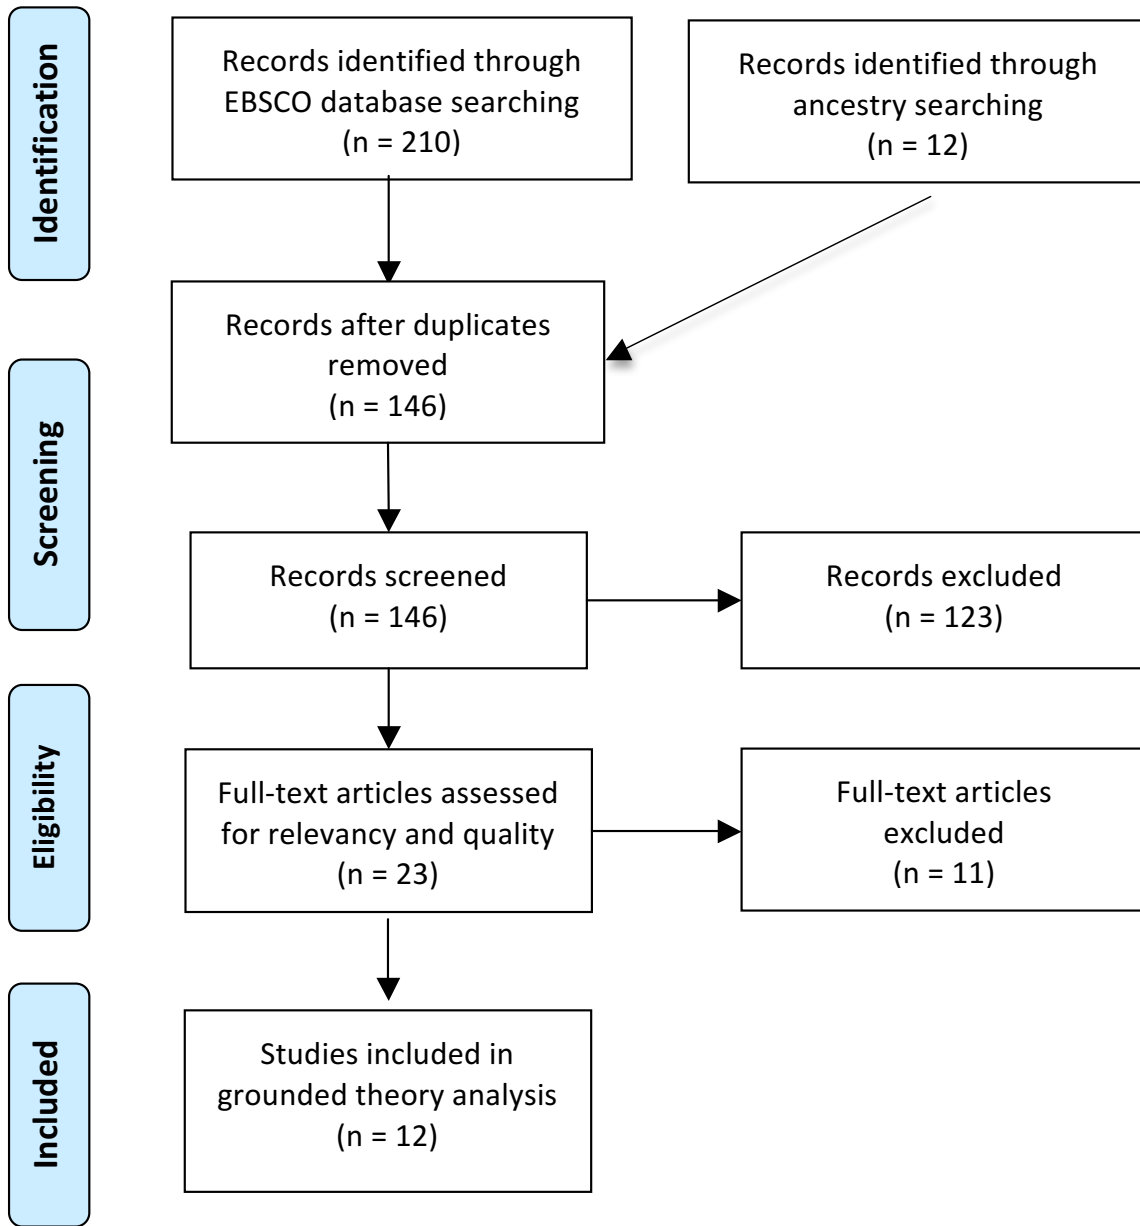 Identification
Records identified through
EBSCO database searching
(n = 210)
Records identified through
ancestry searching
(n = 12)
Records after duplicates
removed
(n = 146)
Screening
Records screened
(n = 146)
Records excluded
(n = 123)
Eligibility
Full-text articles assessed
for relevancy and quality
(n = 23)
Full-text articles
excluded
(n = 11)
Included
Studies included in
grounded theory analysis
(n = 12)